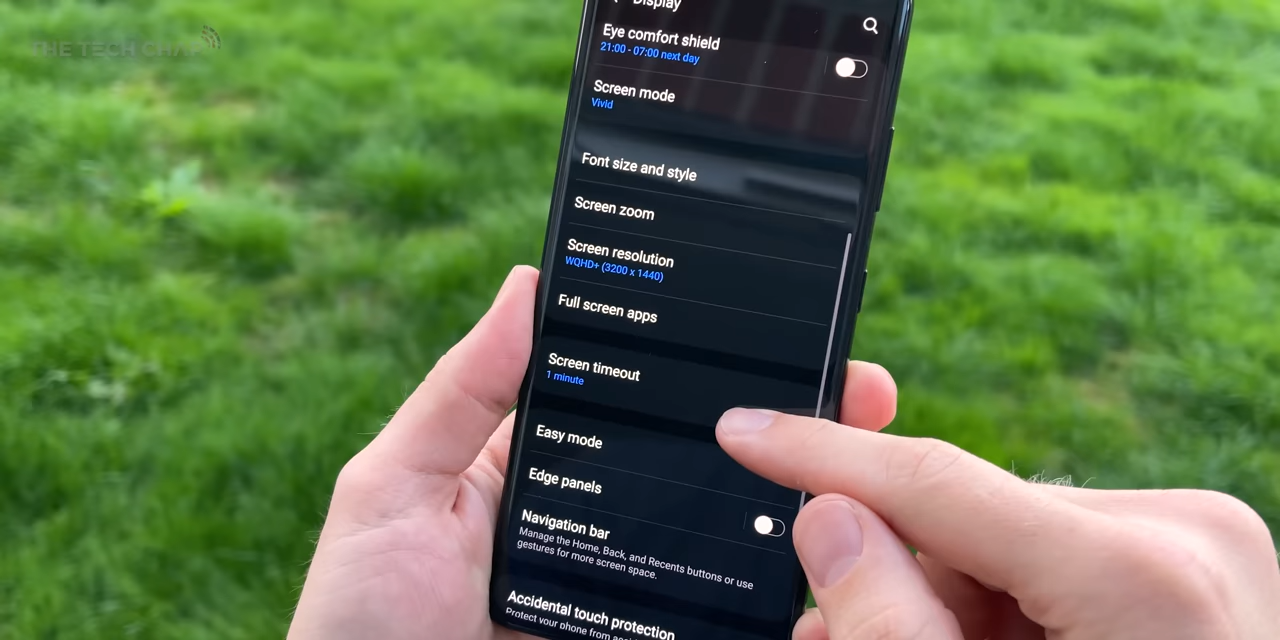 THE TECH CHAP
Display
Eye comfort shield
21:00 - 07:00 next day
Screen mode
Vivid
Font size and style
Screen zoom
Screen resolution
WQHD+ (3200 x 1440)
Full screen apps
Screen timeout
1 minute
Easy mode
Edge panels
Navigation bar
Manage the Home, Back, and Recents buttons or use
gestures for more screen space.
Accidental touch protection
Protect your phone from